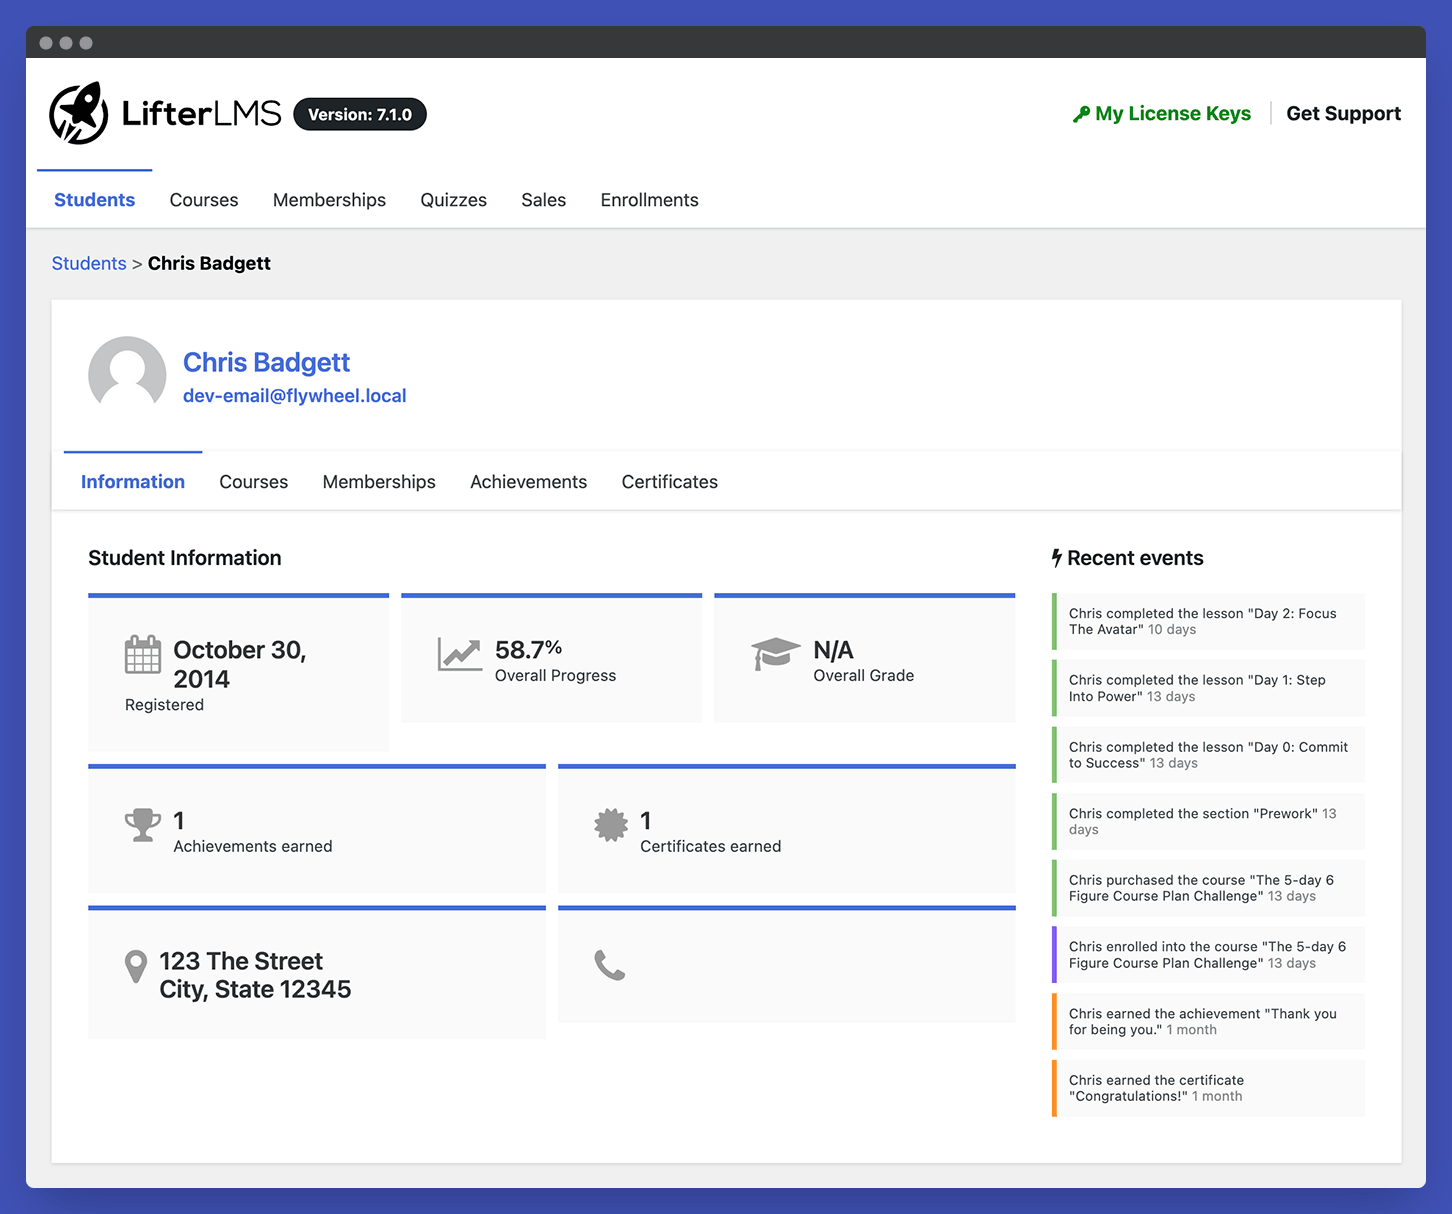 LifterLMS Version: 7.1.0
My License Keys
Get Support
Students Courses Memberships Quizzes Sales Enrollments
Students > Chris Badgett
Chris Badgett
dev-email@flywheel.local
Information Courses Memberships Achievements Certificates
Student Information
October 30,
2014
Registered
58.7%
Overall Progress
N/A
Overall Grade
1
Achievements earned
1
Certificates earned
123 The Street
City, State 12345
Recent events
Chris completed the lesson "Day 2: Focus
The Avatar" 10 days
Chris completed the lesson "Day 1: Step
Into Power" 13 days
Chris completed the lesson "Day 0: Commit
to Success" 13 days
Chris completed the section "Prework" 13
days
Chris purchased the course "The 5-day 6
Figure Course Plan Challenge" 13 days
Chris enrolled into the course "The 5-day 6
Figure Course Plan Challenge" 13 days
Chris earned the achievement "Thank you
for being you." 1 month
Chris earned the certificate
"Congratulations!" 1 month